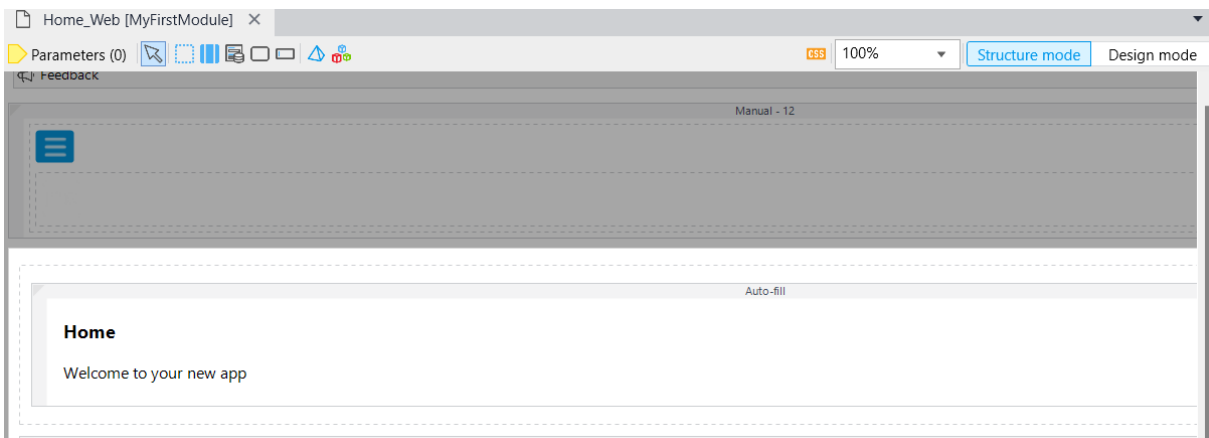 Home_Web [MyFirstModule]
Parameters (0) CSS 100% Structure mode Design mode
Feedback
Manual - 12
Auto-fill
Home
Welcome to your new app